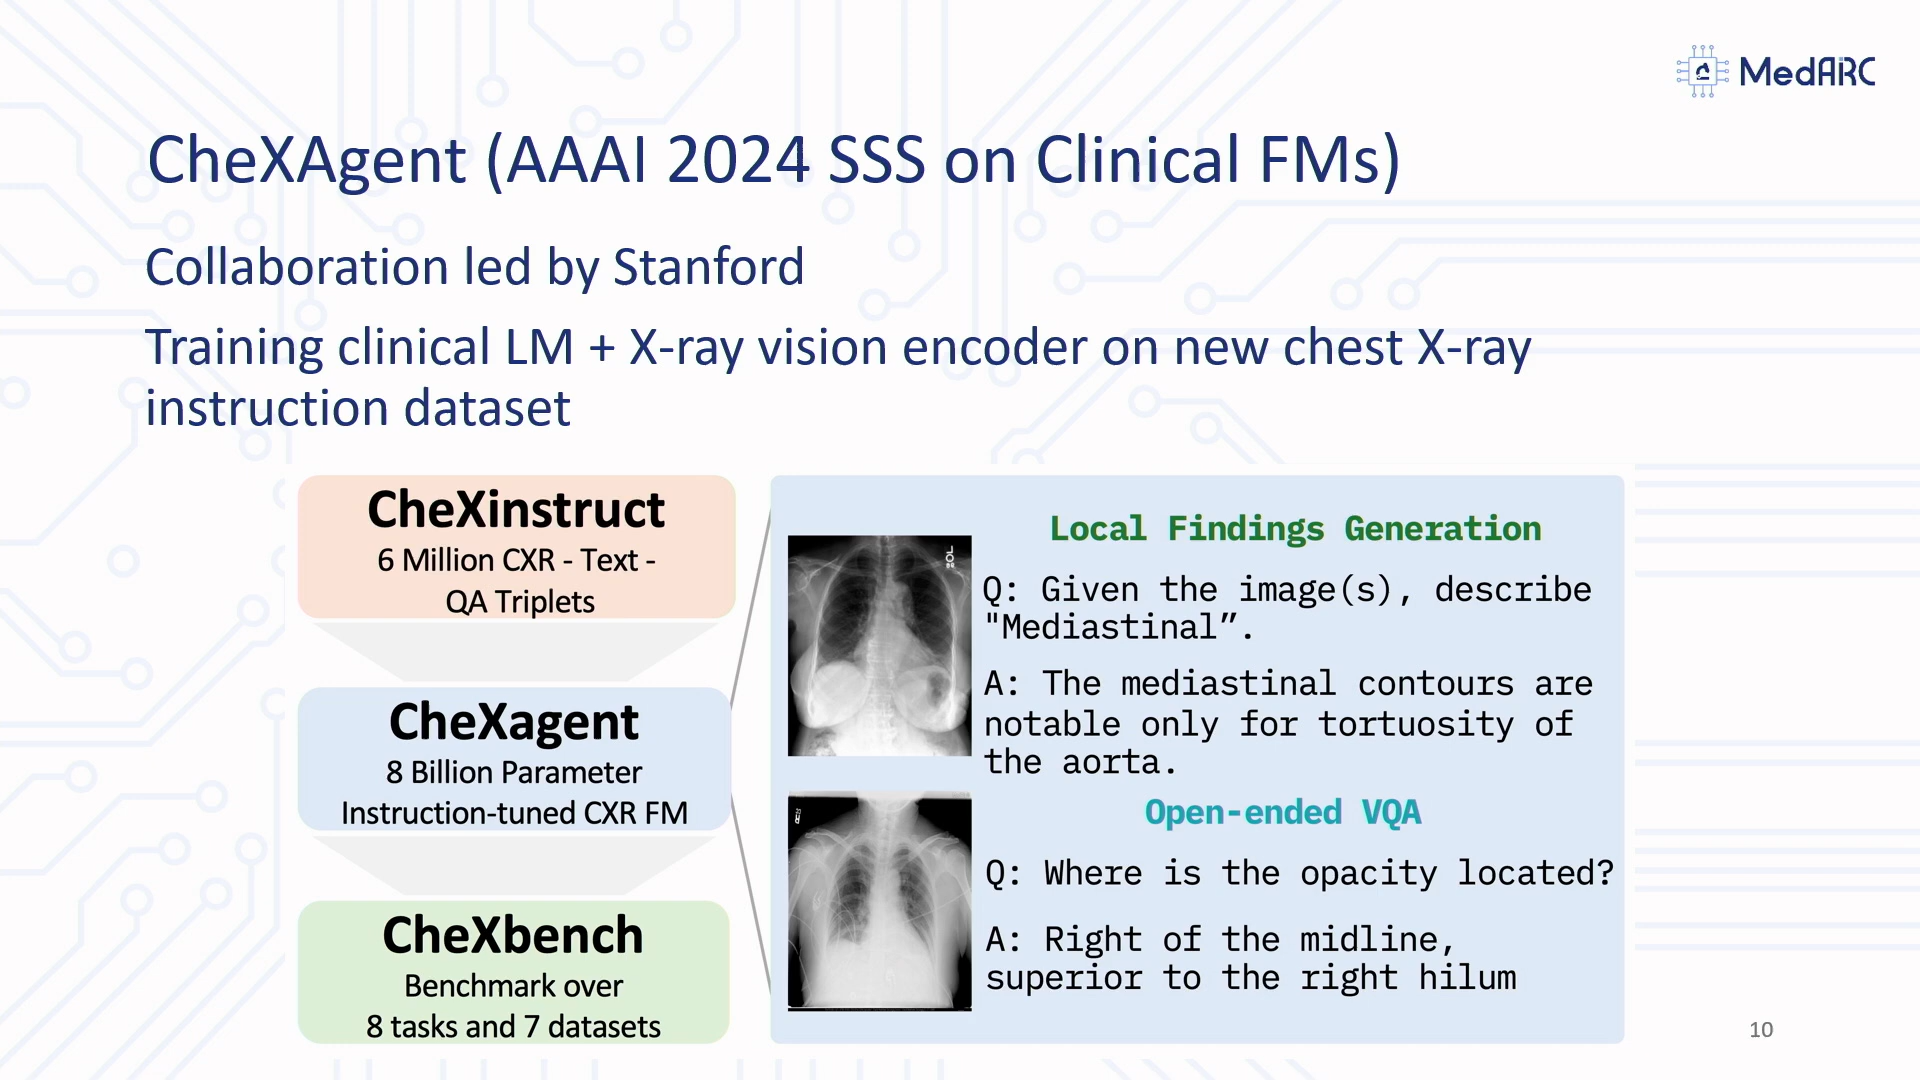 MedARC
CheXAgent (AAAI 2024 SSS on Clinical FMs)
Collaboration led by Stanford
Training clinical LM + X-ray vision encoder on new chest X-ray
instruction dataset
CheXinstruct
6 Million CXR - Text -
QA Triplets
CheXagent
8 Billion Parameter
Instruction-tuned CXR FM
CheXbench
Benchmark over
8 tasks and 7 datasets
Local Findings Generation
Q: Given the image(s), describe
"Mediastinal”.
A: The mediastinal contours are
notable only for tortuosity of
the aorta.
Open-ended VQA
Q: Where is the opacity located?
A: Right of the midline,
superior to the right hilum
10